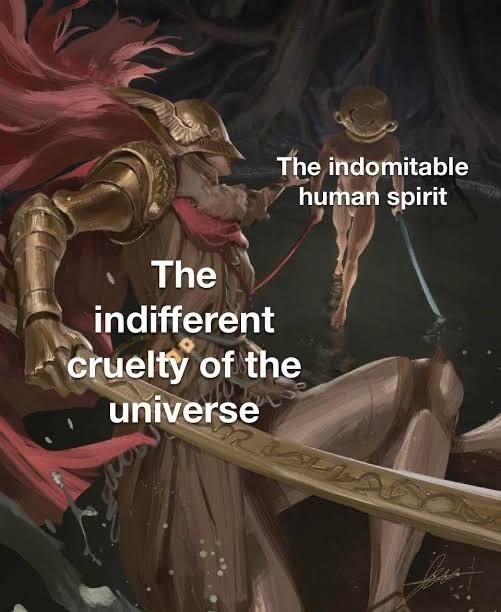 The indomitable
human spirit
The
indifferent
cruelty of the
universe